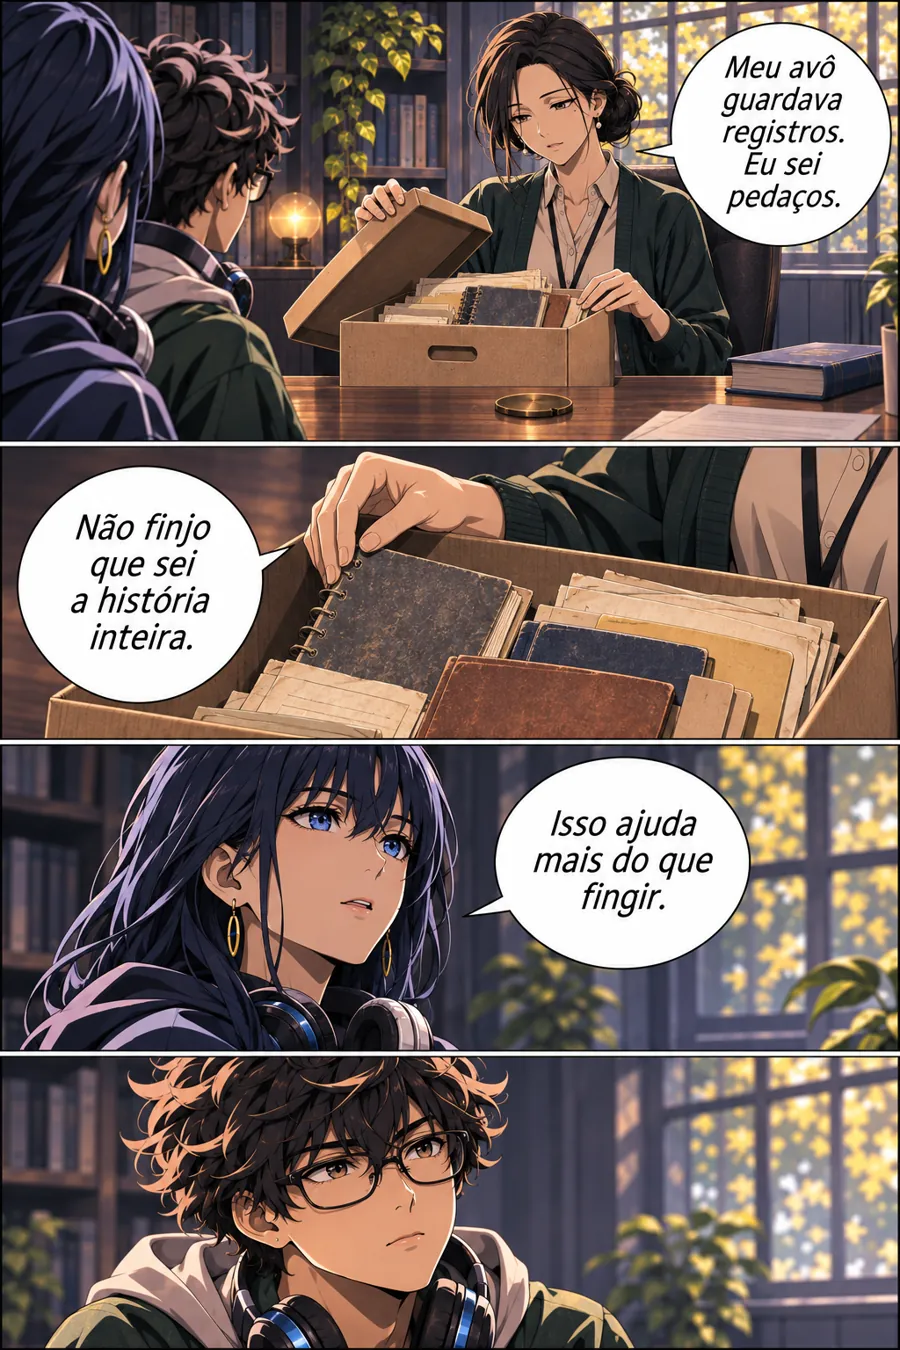 Meu avô
guardava
registros.
Eu sei
pedaços.
Não finjo
que sei
a história
inteira.
Isso ajuda
mais do que
fingir.